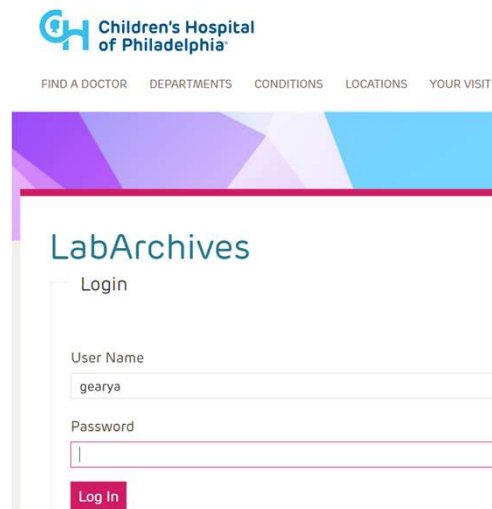 Children's Hospital
of Philadelphia
FIND A DOCTOR DEPARTMENTS CONDITIONS LOCATIONS YOUR VISIT
LabArchives
Login
User Name
gearya
Password
Log In